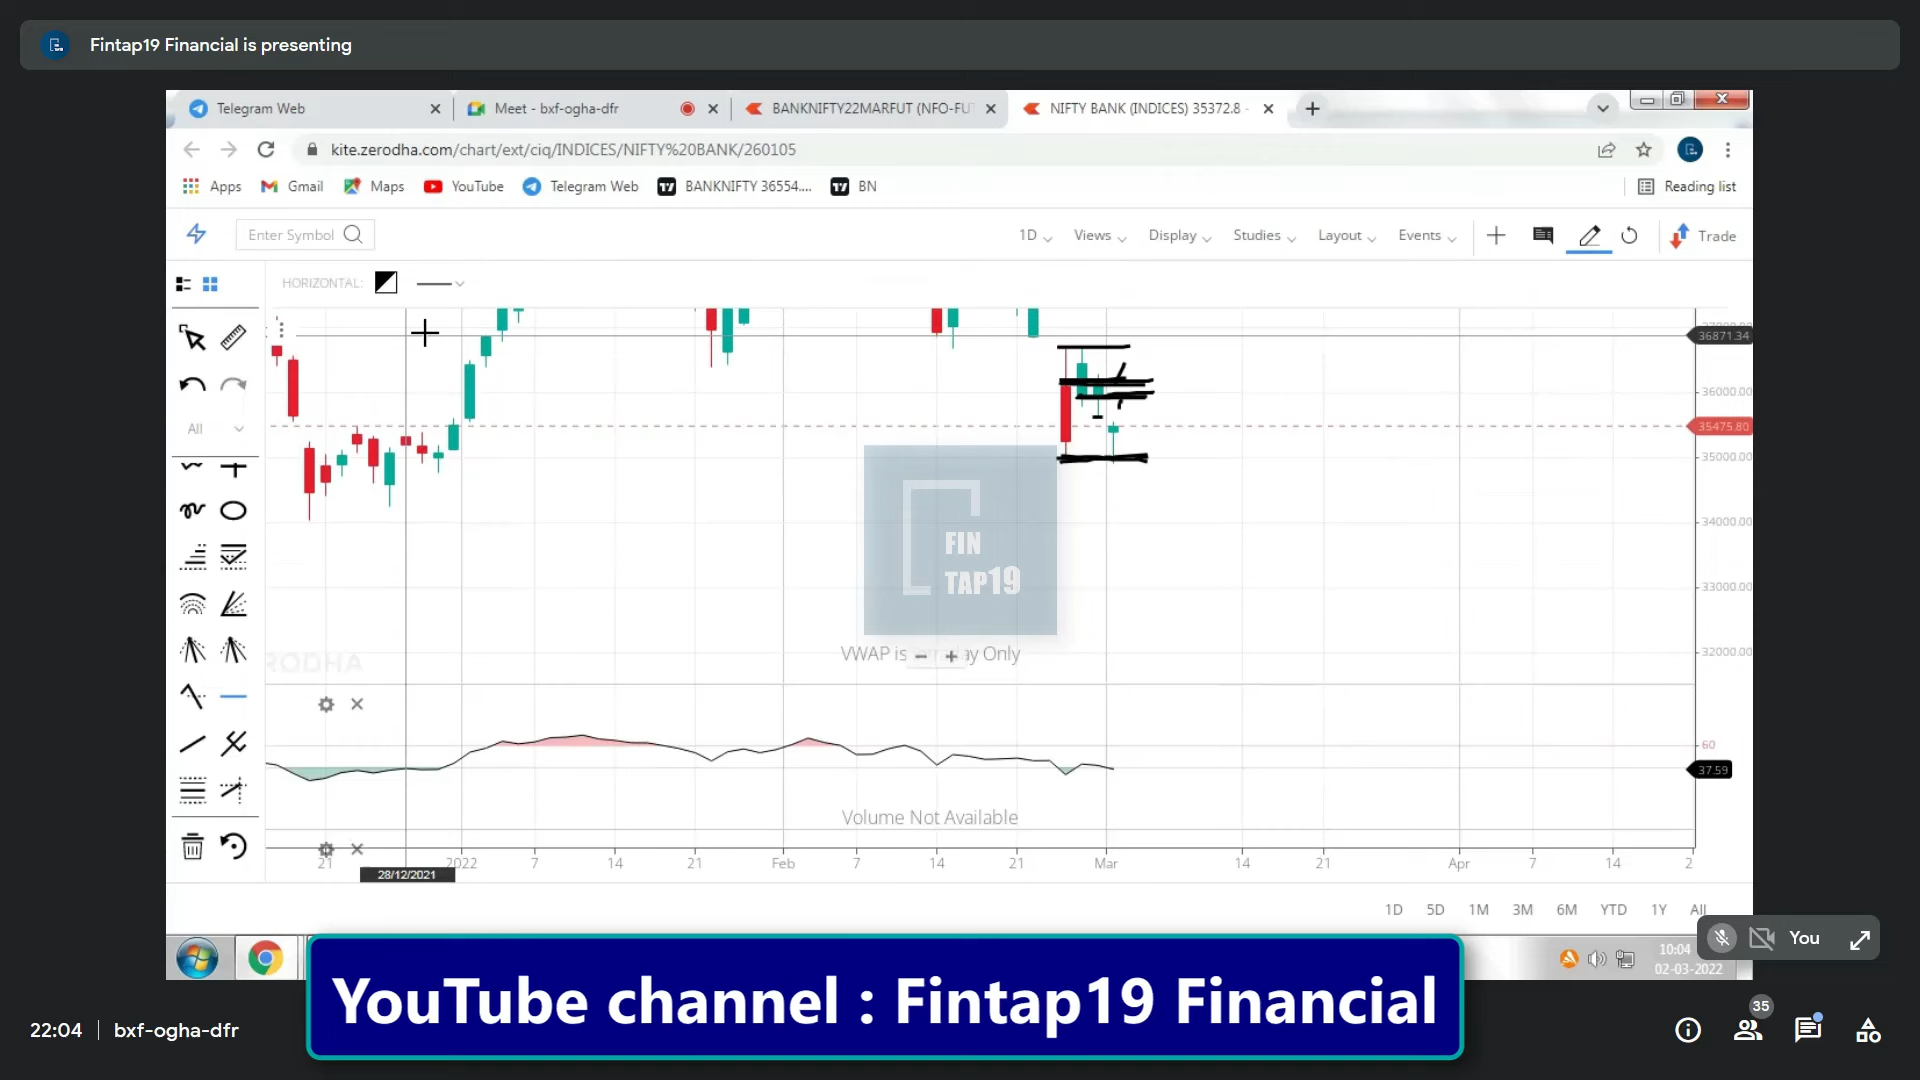 Fintap19 Financial is presenting
Telegram Web
Meet - bxf-ogha-dfr
BANKNIFTY22MARFUT (NFO-FUT
NIFTY BANK (INDICES) 35372.8 -
kite.zerodha.com/chart/ext/ciq/INDICES/NIFTY%20BANK/260105
Apps
Gmail
Maps
YouTube
Telegram Web
BANKNIFTY 36554....
BN
Reading list
Enter Symbol
1D
Views
Display
Studies
Layout
Events
Trade
HORIZONTAL:
All
36871.34
36000.00
35475.80
35000.00
34000.00
33000.00
32000.00
FIN
TAP19
VWAP is
ay Only
60
37.59
Volume Not Available
21
2022
7
14
21
Feb
7
14
21
Mar
14
21
Apr
7
14
2
28/12/2021
1D
5D
1M
3M
6M
YTD
1Y
All
You
10:04
02-03-2022
YouTube channel : Fintap19 Financial
22:04
bxf-ogha-dfr
35